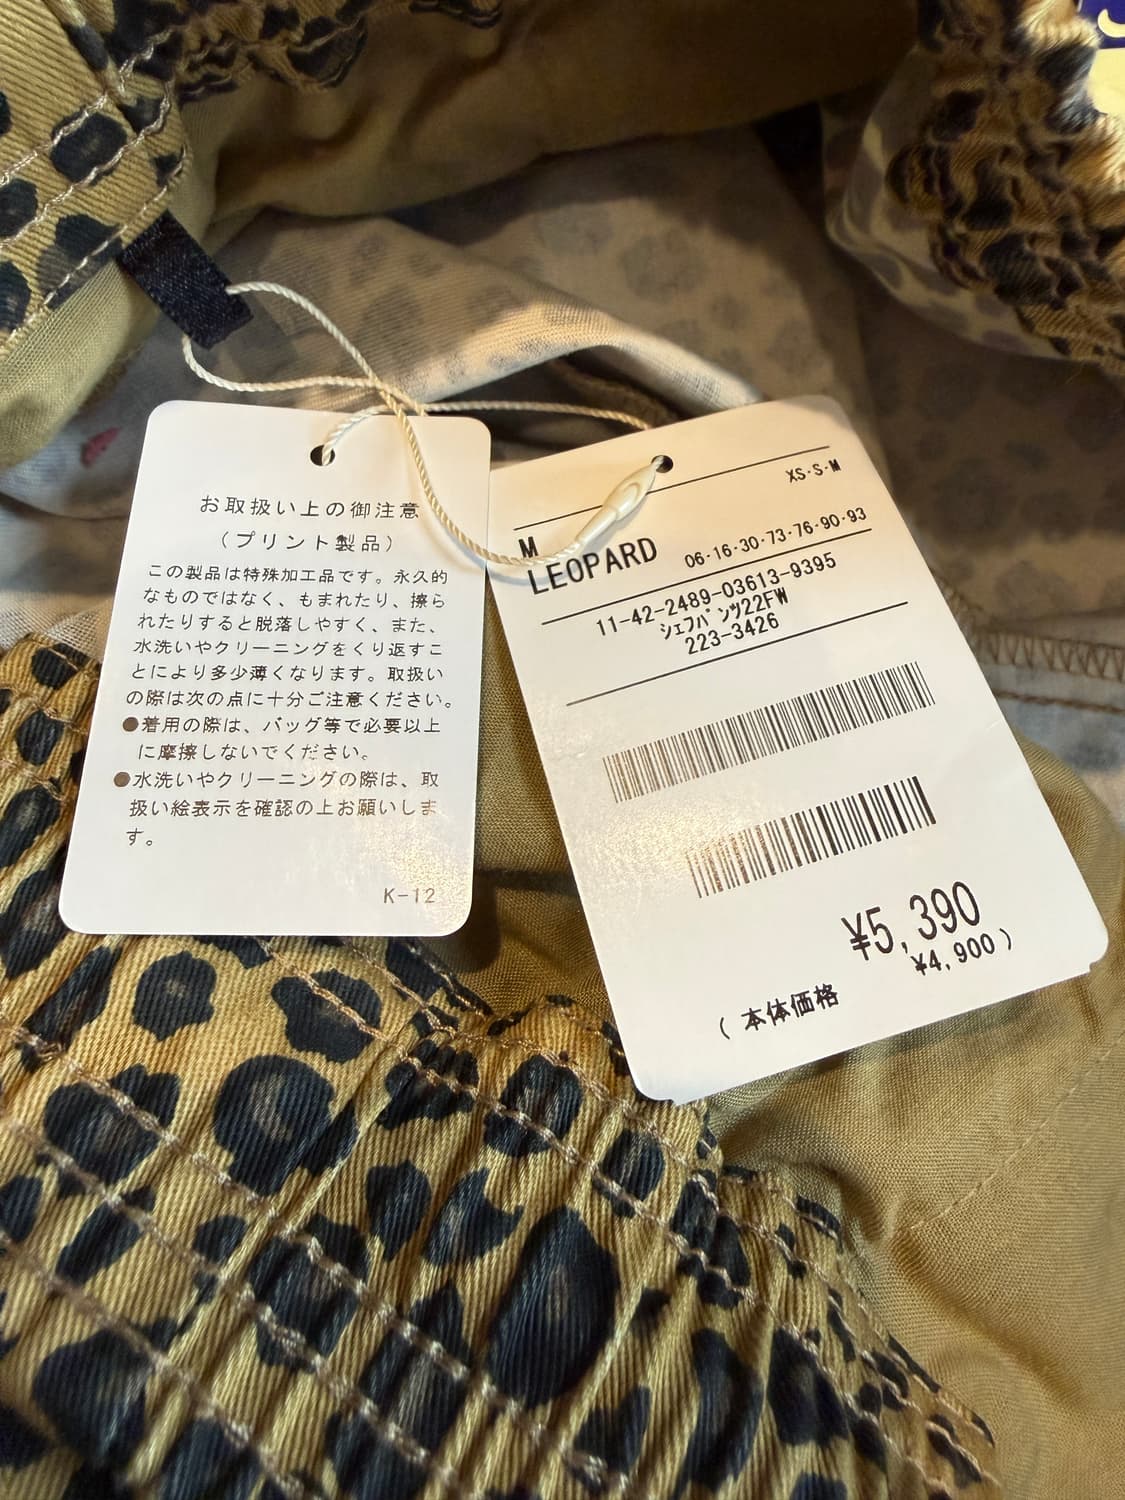 お取扱い上の御注意
（プリント製品）
この製品は特殊加工品です。永久的
なものではなく、もまれたり、擦ら
れたりすると脱落しやすく、また、
水洗いやクリーニングをくり返すこ
とにより多少薄くなります。取扱い
の際は次の点に十分ご注意ください。
●着用の際は、バッグ等で必要以上
に摩擦しないでください。
●水洗いやクリーニングの際は、取
扱い絵表示を確認の上お願いしま
す。
K-12
XS･S･M
M
LEOPARD 06･16･30･73･76･90･93
11-42-2489-03613-9395
ｼｪﾌﾊﾟﾝﾂ22FW
223-3426
¥5,390
(本体価格 ¥4,900)